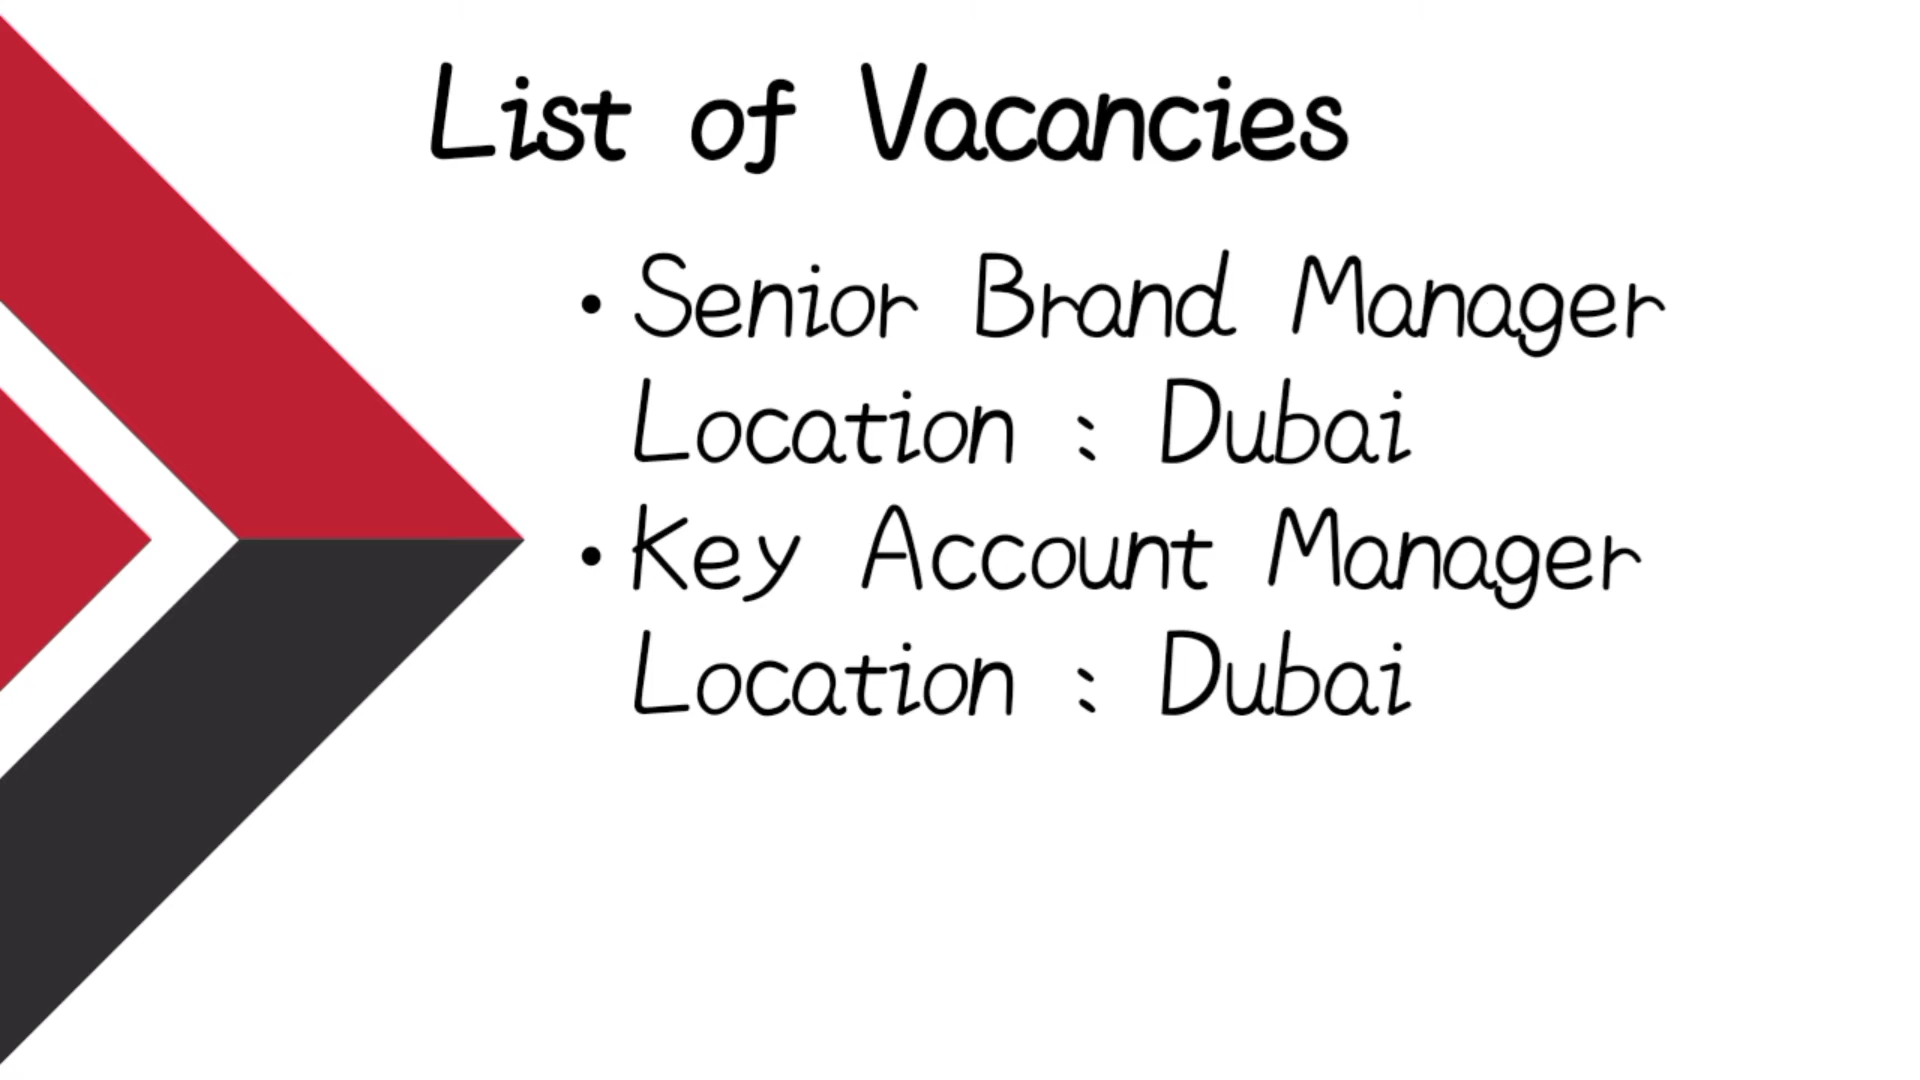 List of Vacancies
• Senior Brand Manager
Location : Dubai
• Key Account Manager
Location : Dubai